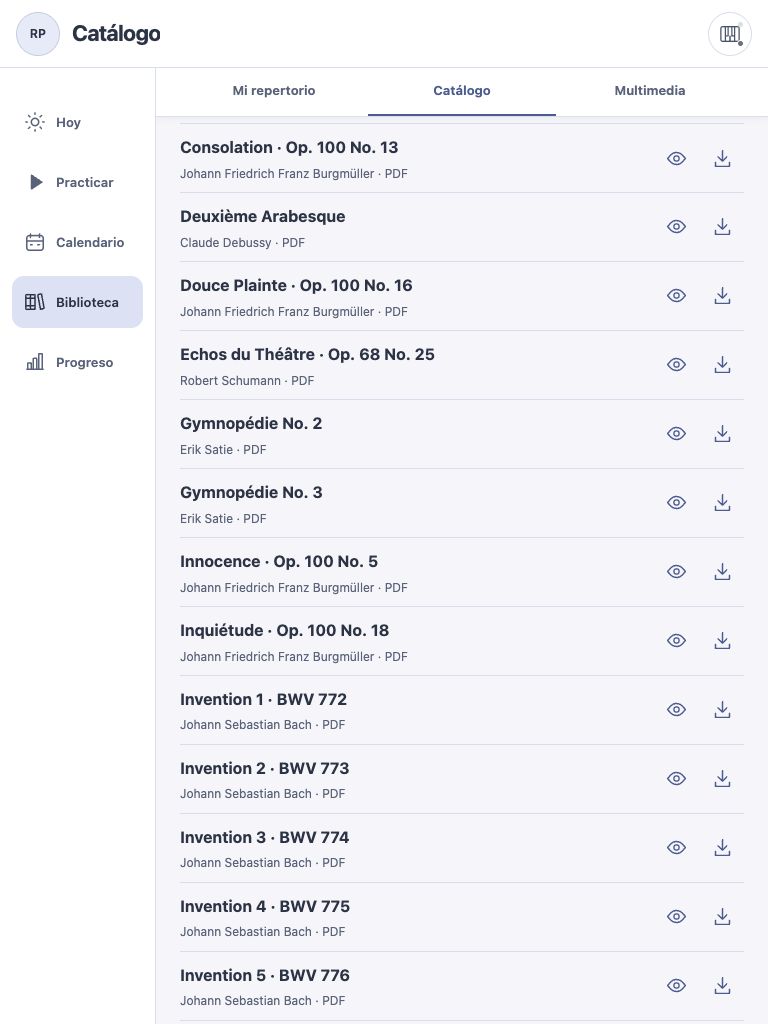 RP
Catálogo
Hoy
Practicar
Calendario
Biblioteca
Progreso
Mi repertorio
Catálogo
Multimedia
Consolation · Op. 100 No. 13
Johann Friedrich Franz Burgmüller · PDF
Deuxième Arabesque
Claude Debussy · PDF
Douce Plainte · Op. 100 No. 16
Johann Friedrich Franz Burgmüller · PDF
Echos du Théâtre · Op. 68 No. 25
Robert Schumann · PDF
Gymnopédie No. 2
Erik Satie · PDF
Gymnopédie No. 3
Erik Satie · PDF
Innocence · Op. 100 No. 5
Johann Friedrich Franz Burgmüller · PDF
Inquiétude · Op. 100 No. 18
Johann Friedrich Franz Burgmüller · PDF
Invention 1 · BWV 772
Johann Sebastian Bach · PDF
Invention 2 · BWV 773
Johann Sebastian Bach · PDF
Invention 3 · BWV 774
Johann Sebastian Bach · PDF
Invention 4 · BWV 775
Johann Sebastian Bach · PDF
Invention 5 · BWV 776
Johann Sebastian Bach · PDF